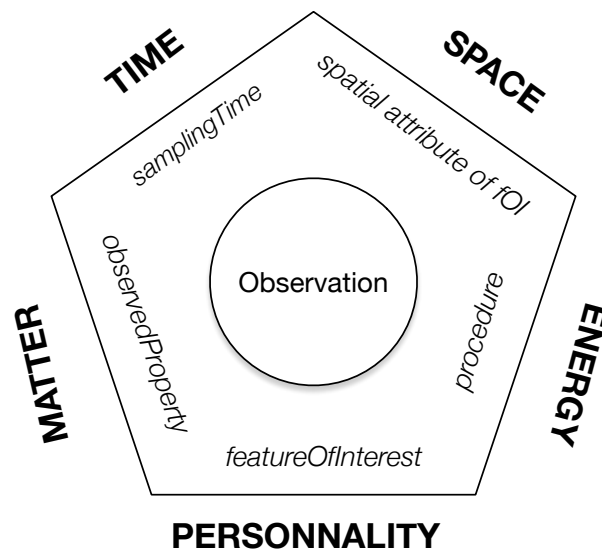 TIME
SPACE
samplingTime
spatial attribute of fOI
Observation
observedProperty
procedure
MATTER
ENERGY
featureOfInterest
PERSONNALITY